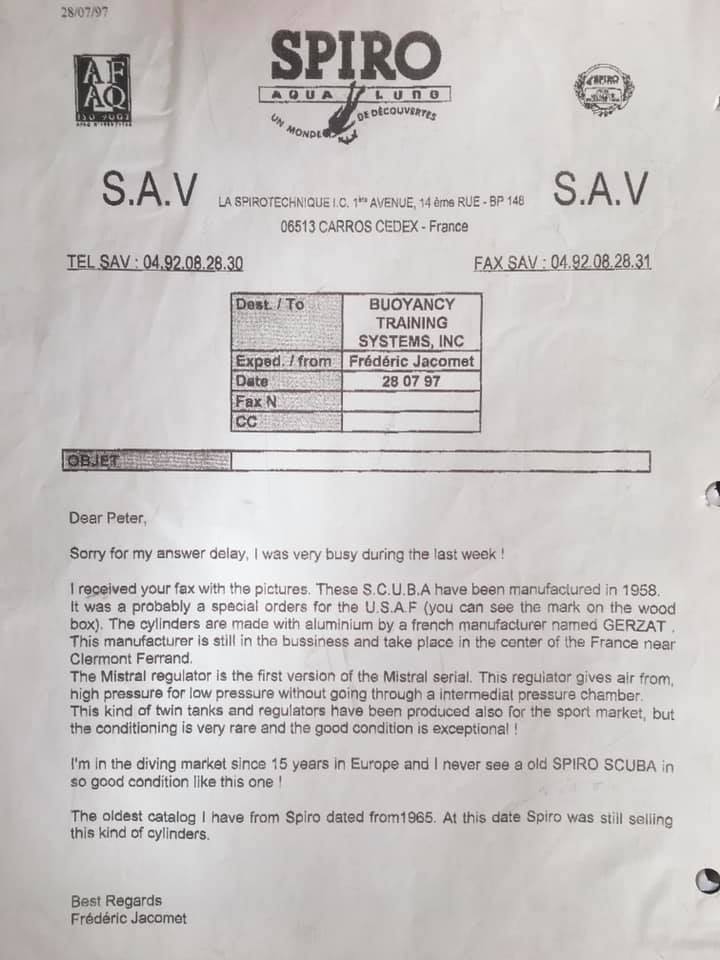 28/07/97
SPIRO
AQUA LUNG
UN MONDE DE DÉCOUVERTES
AF
AQ
ISO 9001
SPIRO
S.A.V
LA SPIROTECHNIQUE I.C. 1ère AVENUE, 14 ème RUE - BP 148
S.A.V
06513 CARROS CEDEX - France
TEL SAV : 04.92.08.28.30
FAX SAV : 04.92.08.28.31
Dest. / To BUOYANCY
TRAINING
SYSTEMS, INC
Exped. / from Frédéric Jacomet
Date 28 07 97
Fax N
CC
OBJET
Dear Peter,
Sorry for my answer delay, I was very busy during the last week !
I received your fax with the pictures. These S.C.U.B.A have been manufactured in 1958.
It was a probably a special orders for the U.S.A.F (you can see the mark on the wood
box). The cylinders are made with aluminium by a french manufacturer named GERZAT .
This manufacturer is still in the bussiness and take place in the center of the France near
Clermont Ferrand.
The Mistral regulator is the first version of the Mistral serial. This regulator gives air from,
high pressure for low pressure without going through a intermediat pressure chamber.
This kind of twin tanks and regulators have been produced also for the sport market, but
the conditioning is very rare and the good condition is exceptional !
I'm in the diving market since 15 years in Europe and I never see a old SPIRO SCUBA in
so good condition like this one !
The oldest catalog I have from Spiro dated from1965. At this date Spiro was still selling
this kind of cylinders.
Best Regards
Frédéric Jacomet